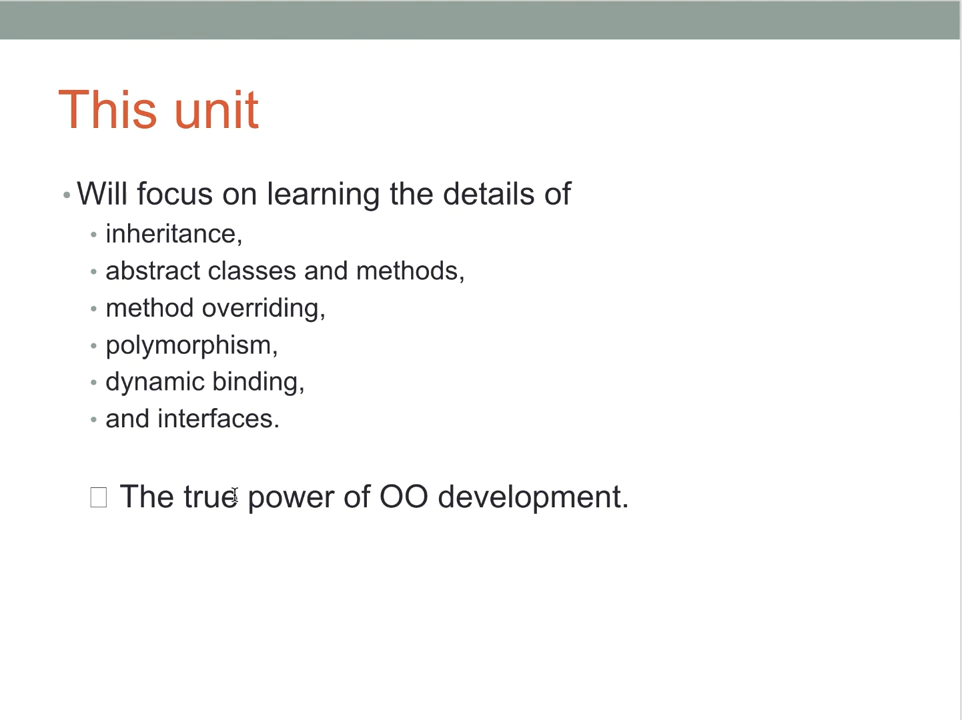 This unit
• Will focus on learning the details of
• inheritance,
• abstract classes and methods,
• method overriding,
• polymorphism,
• dynamic binding,
• and interfaces.
□ The true power of OO development.